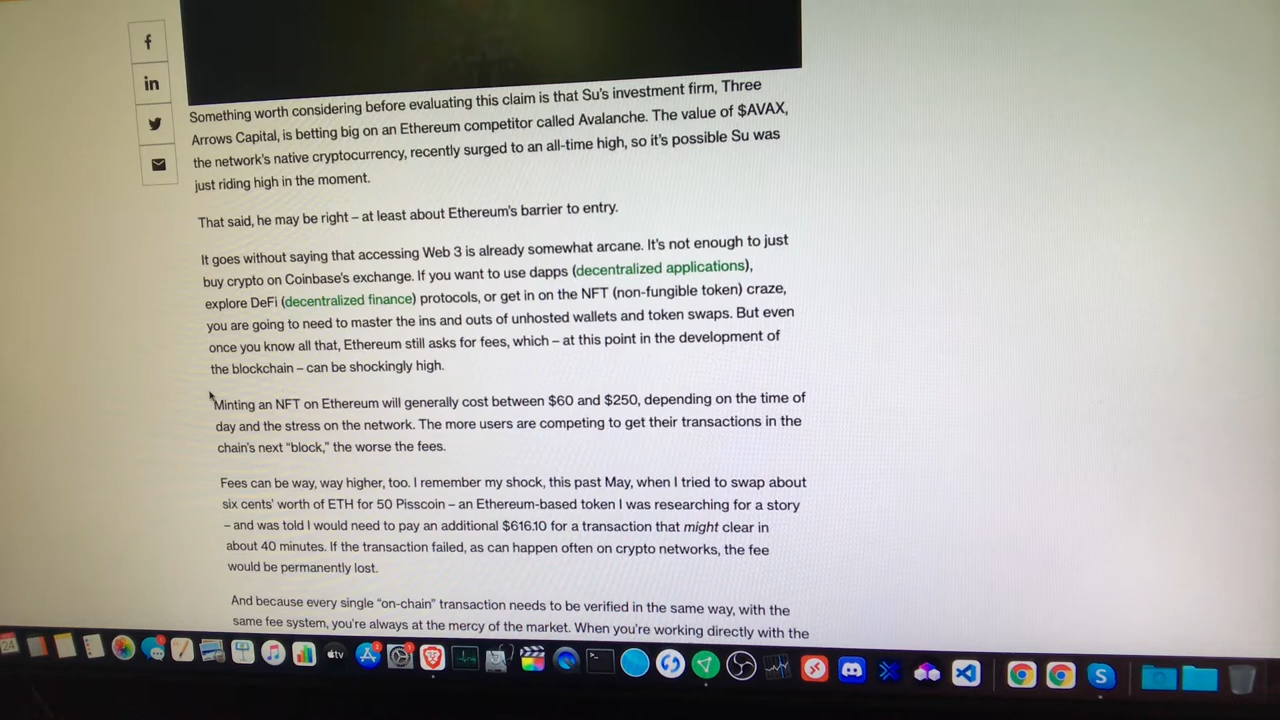 f
in
Something worth considering before evaluating this claim is that Su's investment firm, Three
Arrows Capital, is betting big on an Ethereum competitor called Avalanche. The value of $AVAX,
the network's native cryptocurrency, recently surged to an all-time high, so it's possible Su was
just riding high in the moment.
That said, he may be right – at least about Ethereum's barrier to entry.
It goes without saying that accessing Web 3 is already somewhat arcane. It's not enough to just
buy crypto on Coinbase's exchange. If you want to use dapps (decentralized applications),
explore DeFi (decentralized finance) protocols, or get in on the NFT (non-fungible token) craze,
you are going to need to master the ins and outs of unhosted wallets and token swaps. But even
once you know all that, Ethereum still asks for fees, which – at this point in the development of
the blockchain – can be shockingly high.
Minting an NFT on Ethereum will generally cost between $60 and $250, depending on the time of
day and the stress on the network. The more users are competing to get their transactions in the
chain's next “block,” the worse the fees.
Fees can be way, way higher, too. I remember my shock, this past May, when I tried to swap about
six cents' worth of ETH for 50 Pisscoin – an Ethereum-based token I was researching for a story
– and was told I would need to pay an additional $616.10 for a transaction that might clear in
about 40 minutes. If the transaction failed, as can happen often on crypto networks, the fee
would be permanently lost.
And because every single “on-chain” transaction needs to be verified in the same way, with the
same fee system, you're always at the mercy of the market. When you're working directly with the
24
tv
S